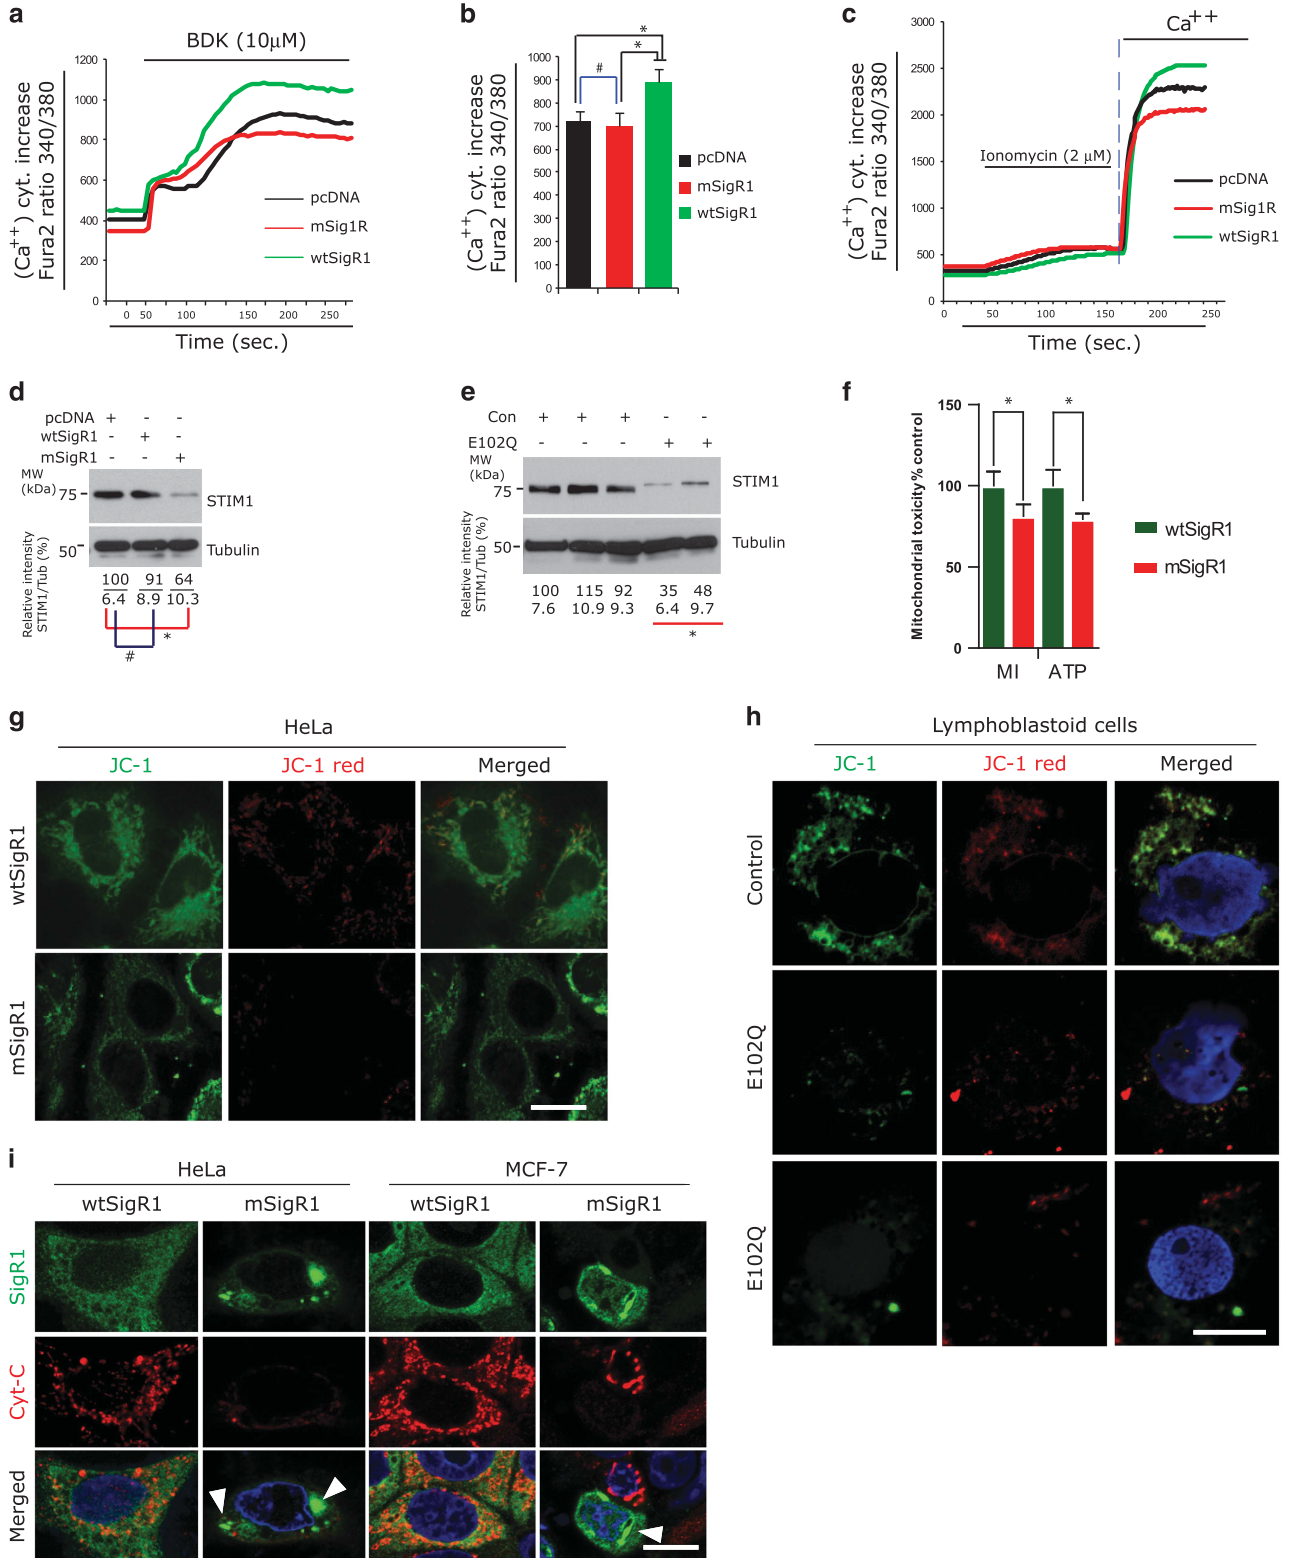 a
BDK (10μM)
(Ca++) cyt. increase
Fura2 ratio 340/380
1200
1000
800
600
400
200
0
0 50 100 150 200 250
Time (sec.)
pcDNA
mSig1R
wtSigR1
b
(Ca++) cyt. increase
Fura2 ratio 340/380
1000
900
800
700
600
500
400
300
200
100
0
*
*
#
pcDNA
mSigR1
wtSigR1
c
Ca++
(Ca++) cyt. increase
Fura2 ratio 340/380
3000
2500
2000
1500
1000
500
0
Ionomycin (2 μM)
0 50 100 150 200 250
Time (sec.)
pcDNA
mSig1R
wtSigR1
d
pcDNA + - -
wtSigR1 - + -
mSigR1 - - +
MW
(kDa)
75
STIM1
50
Tubulin
Relative intensity
STIM1/Tub (%)
100 91 64
6.4 8.9 10.3
*
#
e
Con + + + - -
E102Q - - - + +
MW
(kDa)
75
STIM1
50
Tubulin
Relative intensity
STIM1/Tub (%)
100 115 92 35 48
7.6 10.9 9.3 6.4 9.7
*
f
Mitochondrial toxicity% control
150
100
50
0
* *
MI ATP
wtSigR1
mSigR1
g
HeLa
JC-1 JC-1 red Merged
wtSigR1
mSigR1
h
Lymphoblastoid cells
JC-1 JC-1 red Merged
Control
E102Q
E102Q
i
HeLa MCF-7
wtSigR1 mSigR1 wtSigR1 mSigR1
SigR1
Cyt-C
Merged